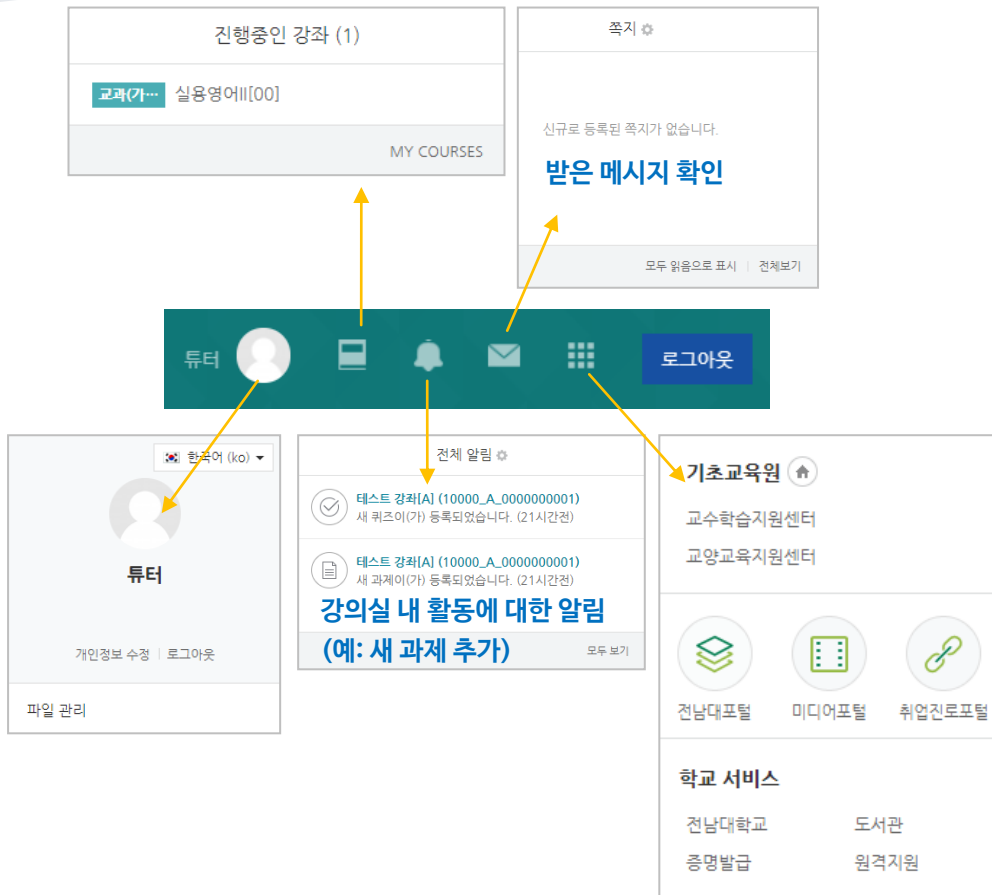 진행중인 강좌 (1)
교과(가… 실용영어II[00]
MY COURSES
쪽지
신규로 등록된 쪽지가 없습니다.
받은 메시지 확인
모두 읽음으로 표시 | 전체보기
튜터
로그아웃
한국어 (ko)
튜터
개인정보 수정 | 로그아웃
파일 관리
전체 알림
테스트 강좌[A] (10000_A_0000000001)
새 퀴즈이(가) 등록되었습니다. (21시간전)
테스트 강좌[A] (10000_A_0000000001)
새 과제이(가) 등록되었습니다. (21시간전)
강의실 내 활동에 대한 알림
(예: 새 과제 추가)
모두 보기
기초교육원
교수학습지원센터
교양교육지원센터
전남대포털 미디어포털 취업진로포털
학교 서비스
전남대학교 도서관
증명발급 원격지원